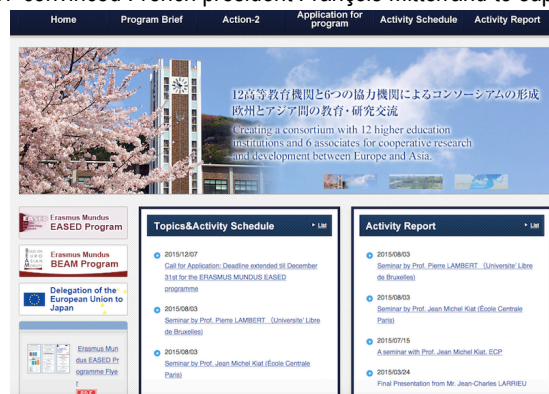 convinced French president François Mitterrand to
Home
Program Brief
Action-2
Application for
program
Activity Schedule
Activity Report
12高等教育機関と6つの協力機関によるコンソーシアムの形成
欧州とアジア間の教育・研究交流
Creating a consortium with 12 higher education
institutions and 6 associates for cooperative research
and development between Europe and Asia.
EASED
Erasmus Mundus
EASED Program
Erasmus Mundus
BEAM Program
Delegation of the
European Union to
Japan
Erasmus Mun
dus EASED Pr
ogramme Flye
r
Topics&Activity Schedule
List
2015/12/07
Call for Application: Deadline extended till December
31st for the ERASMUS MUNDUS EASED
programme
2015/08/03
Seminar by Prof. Pierre LAMBERT （Universite' Libre
de Bruxelles)
2015/08/03
Seminar by Prof. Jean Michel Kiat (École Centrale
Paris)
Activity Report
List
2015/08/03
Seminar by Prof. Pierre LAMBERT （Universite' Libre
de Bruxelles)
2015/08/03
Seminar by Prof. Jean Michel Kiat (École Centrale
Paris)
2015/07/15
A seminar with Prof. Jean Michel Kiat, ECP
2015/03/24
Final Presentation from Mr. Jean-Charles LARRIEU